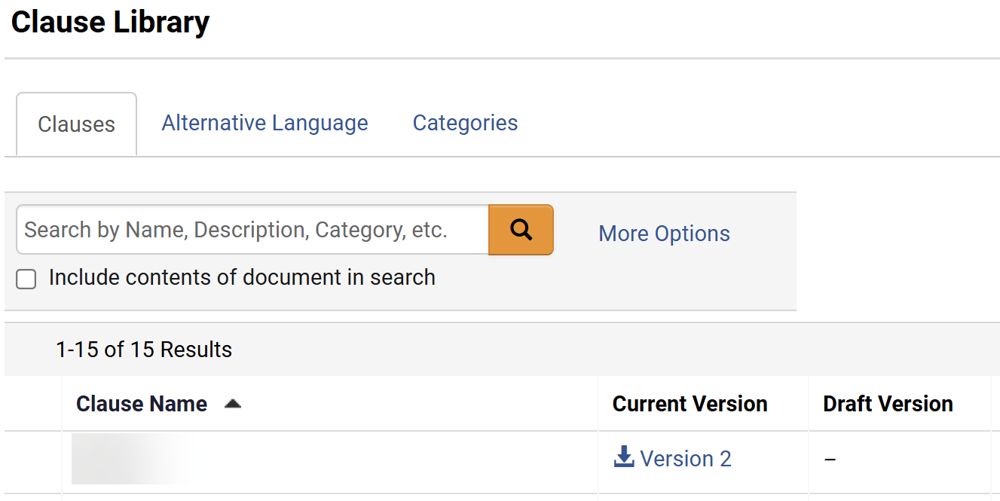 Clause Library
Clauses Alternative Language Categories
Search by Name, Description, Category, etc. More Options
Include contents of document in search
1-15 of 15 Results
Clause Name Current Version Draft Version
Version 2 –